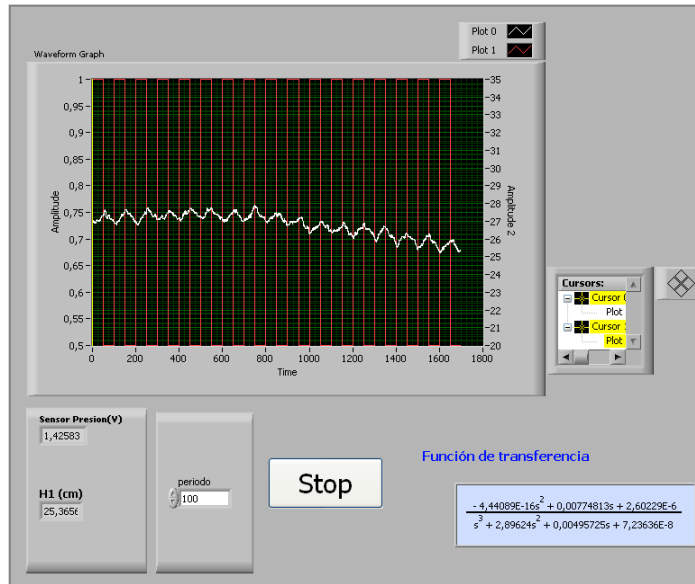 Plot 0
Plot 1
Waveform Graph
1
0,95
0,9
0,85
0,8
0,75
0,7
0,65
0,6
0,55
0,5
Amplitude
35
34
33
32
31
30
29
28
27
26
25
24
23
22
21
20
Amplitude 2
0 200 400 600 800 1000 1200 1400 1600 1800
Time
Cursors:
Cursor
Plot
Cursor
Plot
Sensor Presion(V)
1,42583
H1 (cm)
25,365
periodo
100
Stop
Función de transferencia
- 4,44089E-16s² + 0,00774813s + 2,60229E-6
s³ + 2,89624s² + 0,00495725s + 7,23636E-8